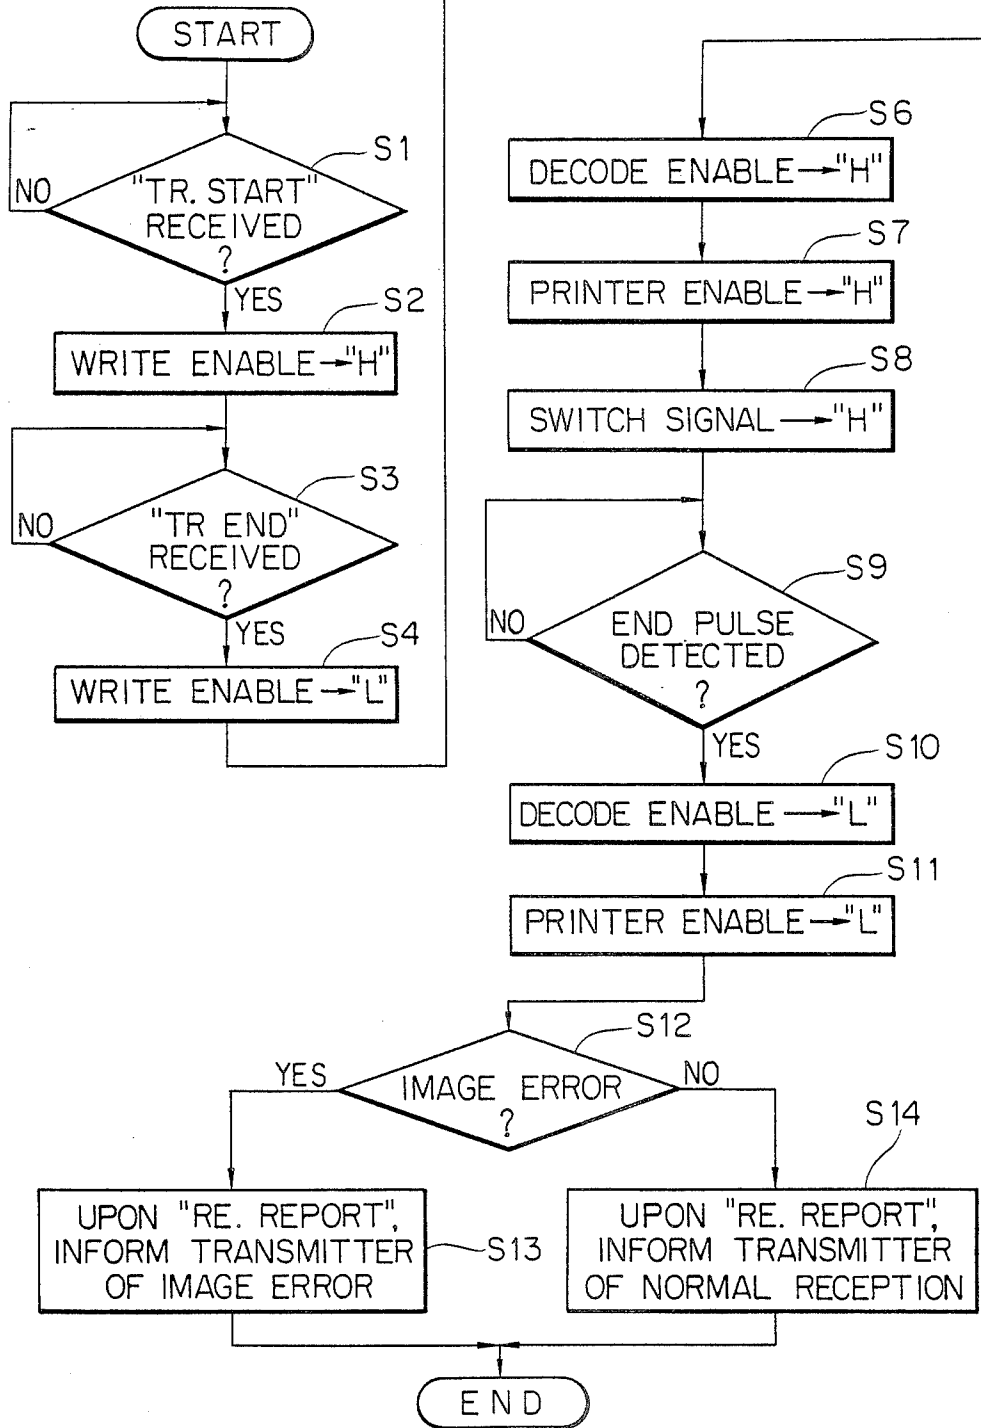 START
S1
"TR. START"
RECEIVED
?
NO
YES
S2
WRITE ENABLE→"H"
S3
"TR END"
RECEIVED
?
NO
YES
S4
WRITE ENABLE→"L"
S6
DECODE ENABLE→"H"
S7
PRINTER ENABLE→"H"
S8
SWITCH SIGNAL→"H"
S9
END PULSE
DETECTED
?
NO
YES
S10
DECODE ENABLE→"L"
S11
PRINTER ENABLE→"L"
S12
IMAGE ERROR
?
YES
NO
UPON "RE. REPORT",
INFORM TRANSMITTER
OF IMAGE ERROR
S13
S14
UPON "RE. REPORT",
INFORM TRANSMITTER
OF NORMAL RECEPTION
END